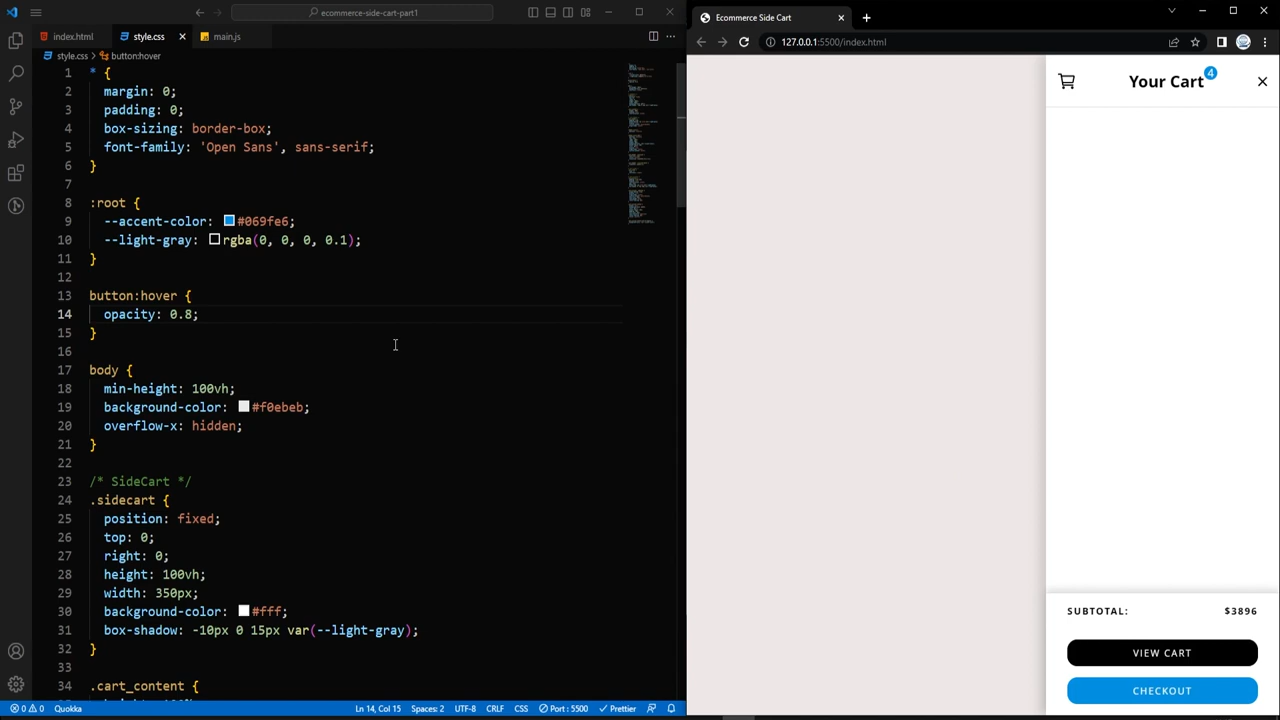 ecommerce-side-cart-part1
index.html
style.css
main.js
style.css > button:hover
1 * {
2 margin: 0;
3 padding: 0;
4 box-sizing: border-box;
5 font-family: 'Open Sans', sans-serif;
6 }
7
8 :root {
9 --accent-color: #069fe6;
10 --light-gray: rgba(0, 0, 0, 0.1);
11 }
12
13 button:hover {
14 opacity: 0.8;
15 }
16
17 body {
18 min-height: 100vh;
19 background-color: #f0ebeb;
20 overflow-x: hidden;
21 }
22
23 /* SideCart */
24 .sidecart {
25 position: fixed;
26 top: 0;
27 right: 0;
28 height: 100vh;
29 width: 350px;
30 background-color: #fff;
31 box-shadow: -10px 0 15px var(--light-gray);
32 }
33
34 .cart_content {
0 0 Quokka Ln 14, Col 15 Spaces: 2 UTF-8 CRLF CSS Port : 5500 Prettier
Ecommerce Side Cart
127.0.0.1:5500/index.html
Your Cart 4
SUBTOTAL: $3896
VIEW CART
CHECKOUT